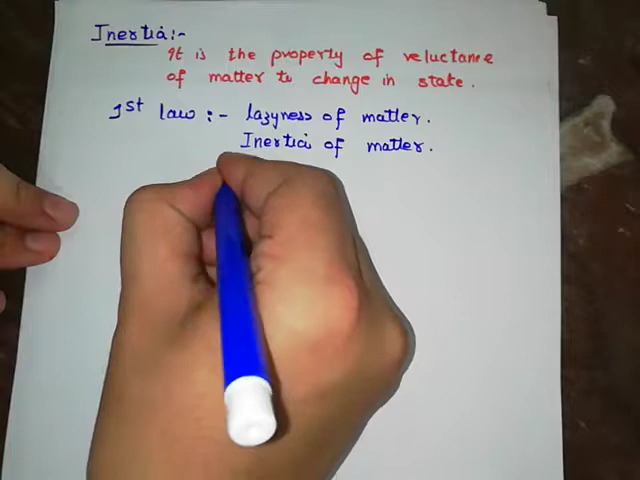 Inertia:-
It is the property of reluctance
of matter to change in state.
1st law :- lazyness of matter.
Inertia of matter.